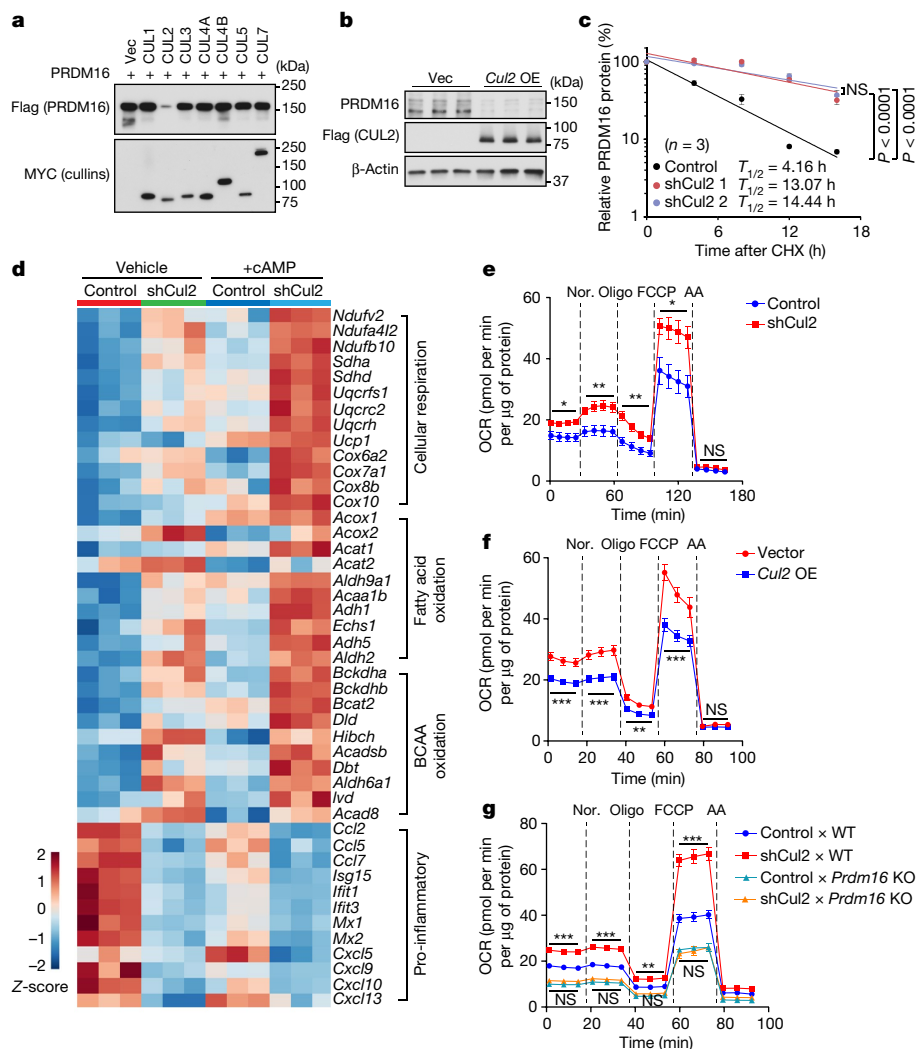 a
Vec
CUL1
CUL2
CUL3
CUL4A
CUL4B
CUL5
CUL7
PRDM16 + + + + + + + + (kDa)
Flag (PRDM16)
250
150
MYC (cullins)
250
150
100
75
b
Vec Cul2 OE (kDa)
PRDM16
150
Flag (CUL2)
100
75
β-Actin
37
c
Relative PRDM16 protein (%)
100
10
1
(n = 3)
Control T1/2 = 4.16 h
shCul2 1 T1/2 = 13.07 h
shCul2 2 T1/2 = 14.44 h
NS
P < 0.0001
P < 0.0001
0 6 12 18
Time after CHX (h)
d
Vehicle +cAMP
Control shCul2 Control shCul2
Ndufv2
Ndufa4l2
Ndufb10
Sdha
Sdhd
Uqcrfs1
Uqcrc2
Uqcrh
Ucp1
Cox6a2
Cox7a1
Cox8b
Cox10
Acox1
Acox2
Acat1
Acat2
Aldh9a1
Acaa1b
Adh1
Echs1
Adh5
Aldh2
Bckdha
Bckdhb
Bcat2
Dld
Hibch
Acadsb
Dbt
Aldh6a1
Ivd
Acad8
Ccl2
Ccl5
Ccl7
Isg15
Ifit1
Ifit3
Mx1
Mx2
Cxcl5
Cxcl9
Cxcl10
Cxcl13
Cellular respiration
Fatty acid
oxidation
BCAA
oxidation
Pro-inflammatory
2
1
0
−1
−2
Z-score
e
Nor. Oligo FCCP AA
Control
shCul2
OCR (pmol per min
per µg of protein)
60
40
20
0
*
**
**
*
NS
0 60 120 180
Time (min)
f
Nor. Oligo FCCP AA
Vector
Cul2 OE
OCR (pmol per min
per µg of protein)
60
40
20
0
***
***
**
***
NS
0 20 40 60 80 100
Time (min)
g
Nor. Oligo FCCP AA
Control × WT
shCul2 × WT
Control × Prdm16 KO
shCul2 × Prdm16 KO
OCR (pmol per min
per µg of protein)
80
60
40
20
0
***
***
**
***
NS
NS
NS
NS
0 20 40 60 80 100
Time (min)